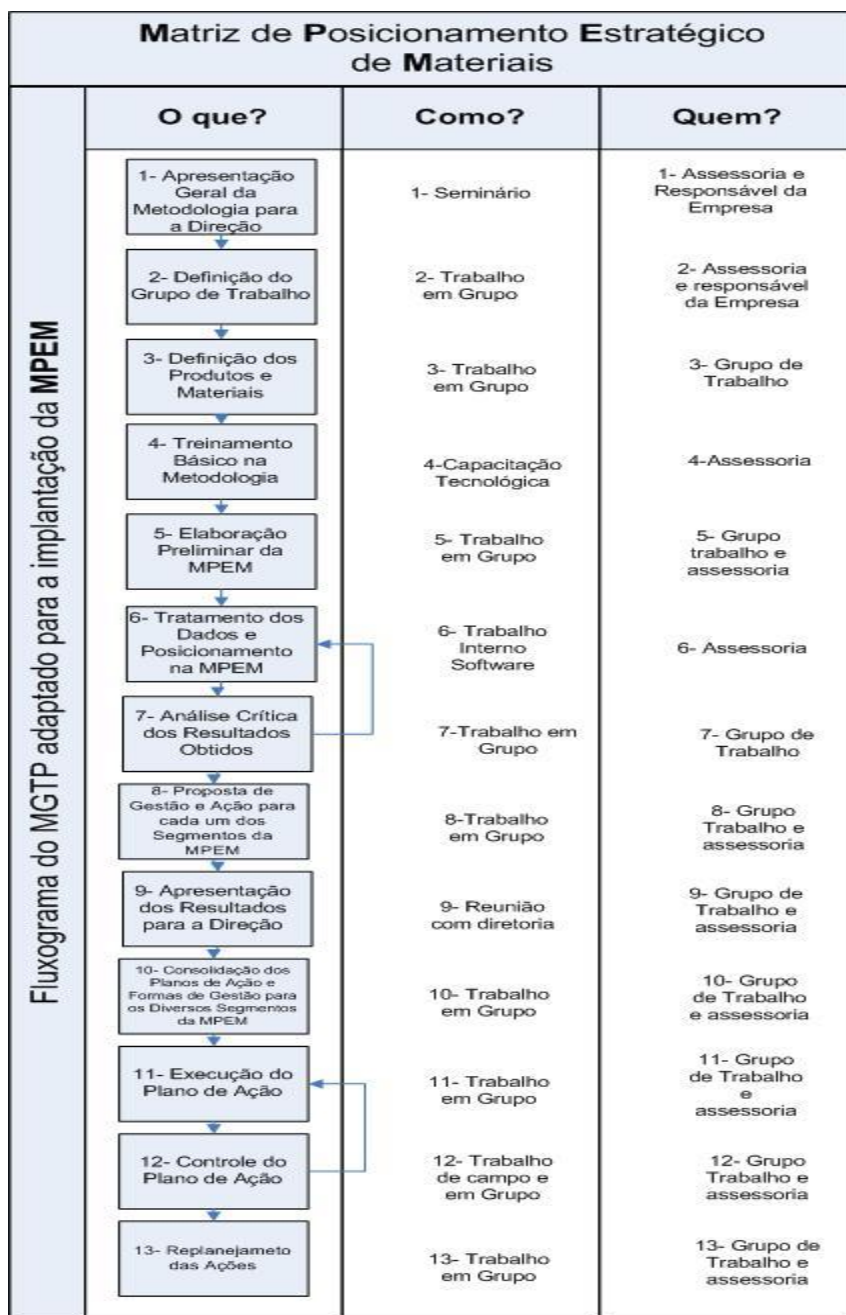 Matriz de Posicionamento Estratégico
de Materiais
Fluxograma do MGTP adaptado para a implantação da MPEM
O que?
Como?
Quem?
1- Apresentação
Geral da
Metodologia para
a Direção
1- Seminário
1- Assessoria e
Responsável da
Empresa
2- Definição do
Grupo de Trabalho
2- Trabalho
em Grupo
2- Assessoria
e responsável
da Empresa
3- Definição dos
Produtos e
Materiais
3- Trabalho
em Grupo
3- Grupo de
Trabalho
4- Treinamento
Básico na
Metodologia
4-Capacitação
Tecnológica
4-Assessoria
5- Elaboração
Preliminar da
MPEM
5- Trabalho
em Grupo
5- Grupo
trabalho e
assessoria
6- Tratamento dos
Dados e
Posicionamento
na MPEM
6- Trabalho
Interno
Software
6- Assessoria
7- Análise Crítica
dos Resultados
Obtidos
7-Trabalho em
Grupo
7- Grupo de
Trabalho
8- Proposta de
Gestão e Ação para
cada um dos
Segmentos da
MPEM
8-Trabalho
em Grupo
8- Grupo
Trabalho e
assessoria
9- Apresentação
dos Resultados
para a Direção
9- Reunião
com diretoria
9- Grupo de
Trabalho e
assessoria
10- Consolidação dos
Planos de Ação e
Formas de Gestão para
os Diversos Segmentos
da MPEM
10- Trabalho
em Grupo
10- Grupo
de Trabalho
e assessoria
11- Execução do
Plano de Ação
11- Trabalho
em Grupo
11- Grupo
de Trabalho
e
assessoria
12- Controle do
Plano de Ação
12- Trabalho
de campo e
em Grupo
12- Grupo
Trabalho e
assessoria
13- Replanejameto
das Ações
13- Trabalho
em Grupo
13- Grupo de
Trabalho e
assessoria